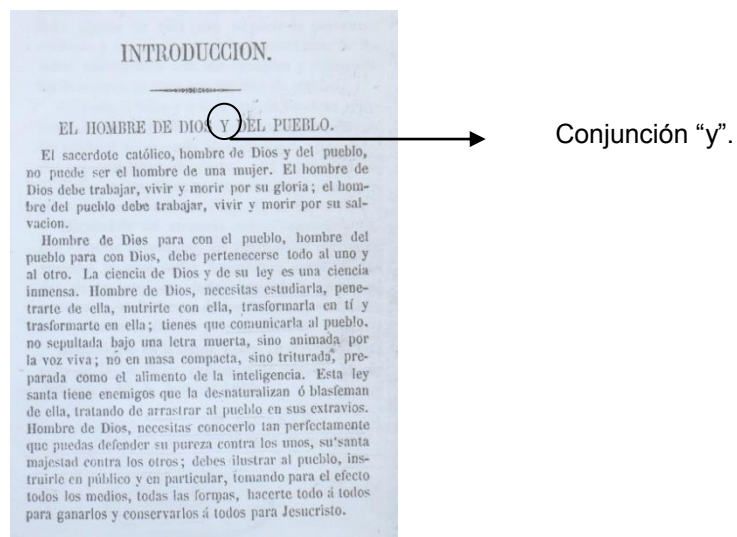 INTRODUCCION.
EL HOMBRE DE DIOS Y DEL PUEBLO.
Conjunción “y”.
El sacerdote católico, hombre de Dios y del pueblo,
no puede ser el hombre de una mujer. El hombre de
Dios debe trabajar, vivir y morir por su gloria; el hom-
bre del pueblo debe trabajar, vivir y morir por su sal-
vacion.
Hombre de Dios para con el pueblo, hombre del
pueblo para con Dios, debe pertenecerse todo al uno y
al otro. La ciencia de Dios y de su ley es una ciencia
inmensa. Hombre de Dios, necesitas estudiarla, pene-
trarte de ella, nutrirte con ella, trasformarla en tí y
trasformarte en ella; tienes que comunicarla al pueblo,
no sepultada bajo una letra muerta, sino animada por
la voz viva; no en masa compacta, sino triturada, pre-
parada como el alimento de la inteligencia. Esta ley
santa tiene enemigos que la desnaturalizan ó blasfeman
de ella, tratando de arrastrar al pueblo en sus extravios.
Hombre de Dios, necesitas conocerlo tan perfectamente
que puedas defender su pureza contra los unos, su santa
majestad contra los otros; debes ilustrar al pueblo, ins-
truirle en público y en particular, tomando para el efecto
todos los medios, todas las formas, hacerte todo á todos
para ganarlos y conservarlos á todos para Jesucristo.